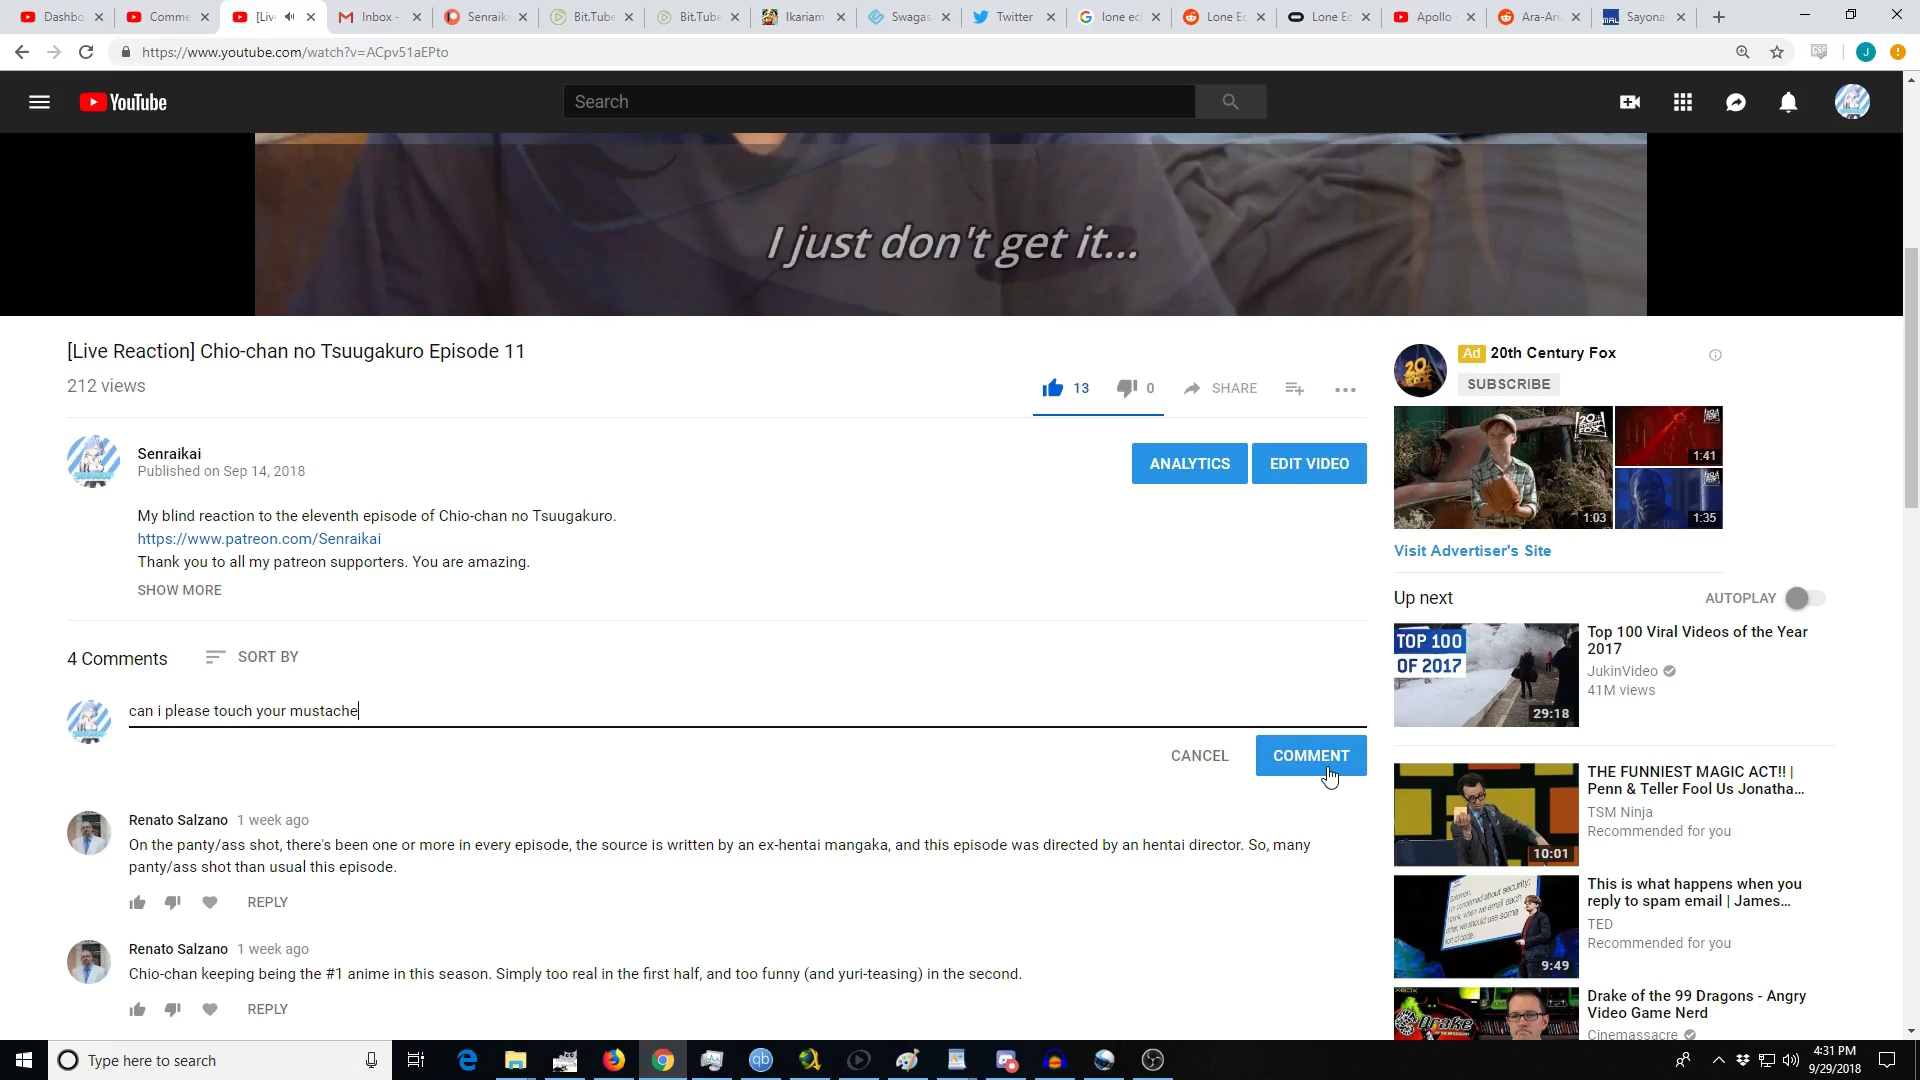 Dashbo
Comme
[Liv
Inbox -
Senraik
Bit.Tube
Bit.Tube
Ikariam
Swagas
Twitter
lone ec
Lone Ec
Lone Ec
Apollo -
Ara-Ari
Sayona
https://www.youtube.com/watch?v=ACpv51aEPto
J
YouTube
Search
I just don't get it...
[Live Reaction] Chio-chan no Tsuugakuro Episode 11
212 views
13
0
SHARE
Senraikai
Published on Sep 14, 2018
ANALYTICS
EDIT VIDEO
My blind reaction to the eleventh episode of Chio-chan no Tsuugakuro.
https://www.patreon.com/Senraikai
Thank you to all my patreon supporters. You are amazing.
SHOW MORE
4 Comments
SORT BY
can i please touch your mustache
CANCEL
COMMENT
Renato Salzano 1 week ago
On the panty/ass shot, there's been one or more in every episode, the source is written by an ex-hentai mangaka, and this episode was directed by an hentai director. So, many
panty/ass shot than usual this episode.
REPLY
Renato Salzano 1 week ago
Chio-chan keeping being the #1 anime in this season. Simply too real in the first half, and too funny (and yuri-teasing) in the second.
REPLY
Ad 20th Century Fox
SUBSCRIBE
1:03
1:41
1:35
Visit Advertiser's Site
Up next
AUTOPLAY
TOP 100
OF 2017
29:18
Top 100 Viral Videos of the Year
2017
JukinVideo
41M views
10:01
THE FUNNIEST MAGIC ACT!! |
Penn & Teller Fool Us Jonatha...
TSM Ninja
Recommended for you
9:49
This is what happens when you
reply to spam email | James...
TED
Recommended for you
Drake of the 99 Dragons - Angry
Video Game Nerd
Cinemassacre
Type here to search
4:31 PM
9/29/2018